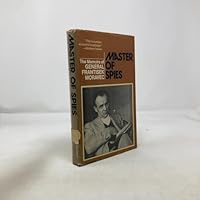 The Memoirs of
GENERAL
FRANTISEK
MORAVEC
MASTER
OF
SPIES
MASTER OF SPIES